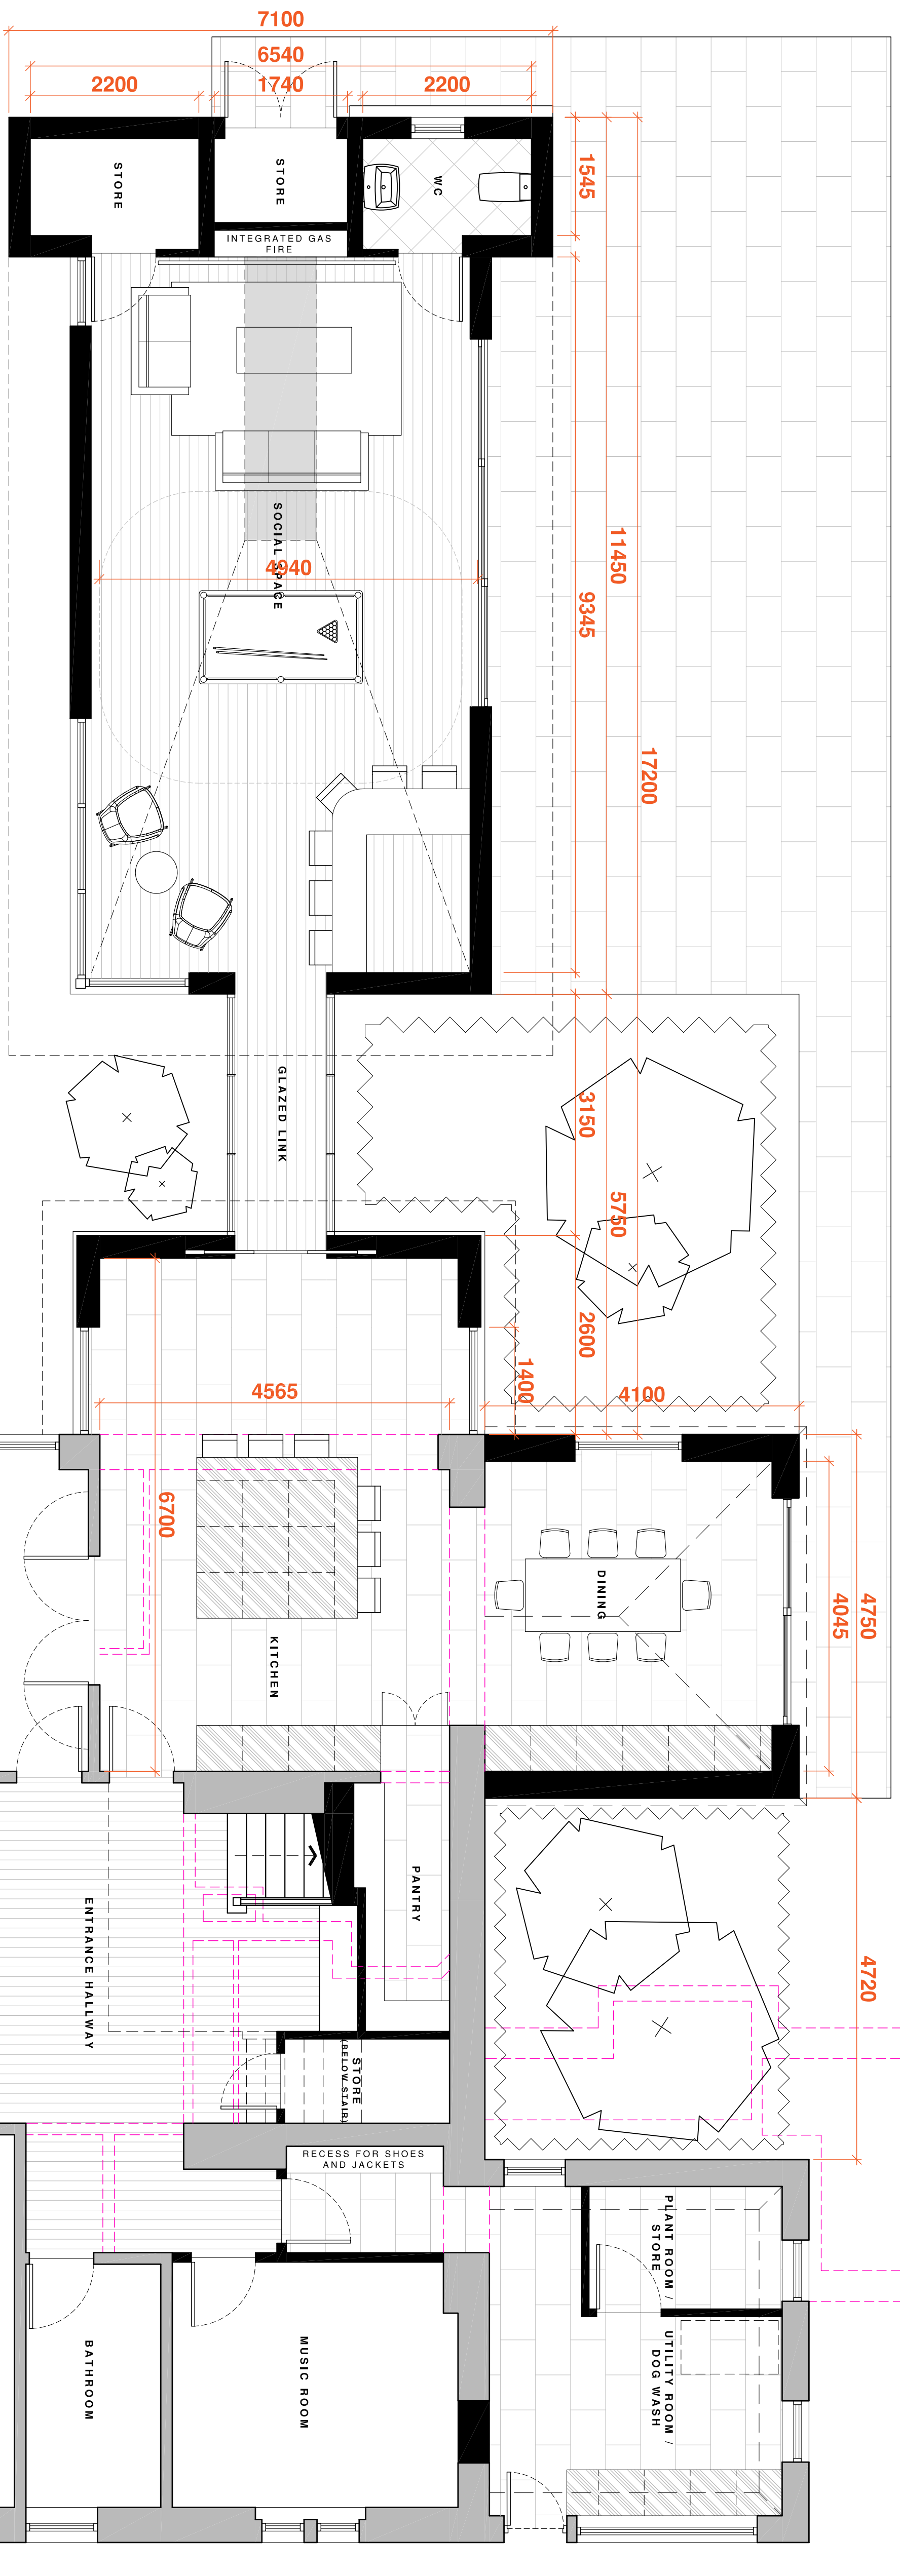 7100
6540
2200
1740
2200
STORE
STORE
WC
1545
INTEGRATED GAS
FIRE
SOCIAL SPACE
4940
11450
9345
17200
GLAZED LINK
3150
5750
2600
1400
4565
4100
6700
DINING
4750
4045
KITCHEN
PANTRY
ENTRANCE HALLWAY
4720
STORE
(BELOW STAIR)
RECESS FOR SHOES
AND JACKETS
PLANT ROOM /
STORE
UTILITY ROOM /
DOG WASH
BATHROOM
MUSIC ROOM